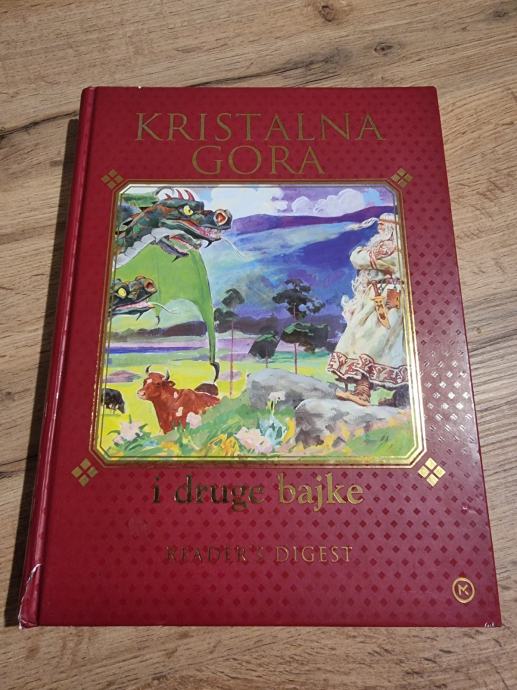 KRISTALNA
GORA
i druge bajke
READER'S DIGEST